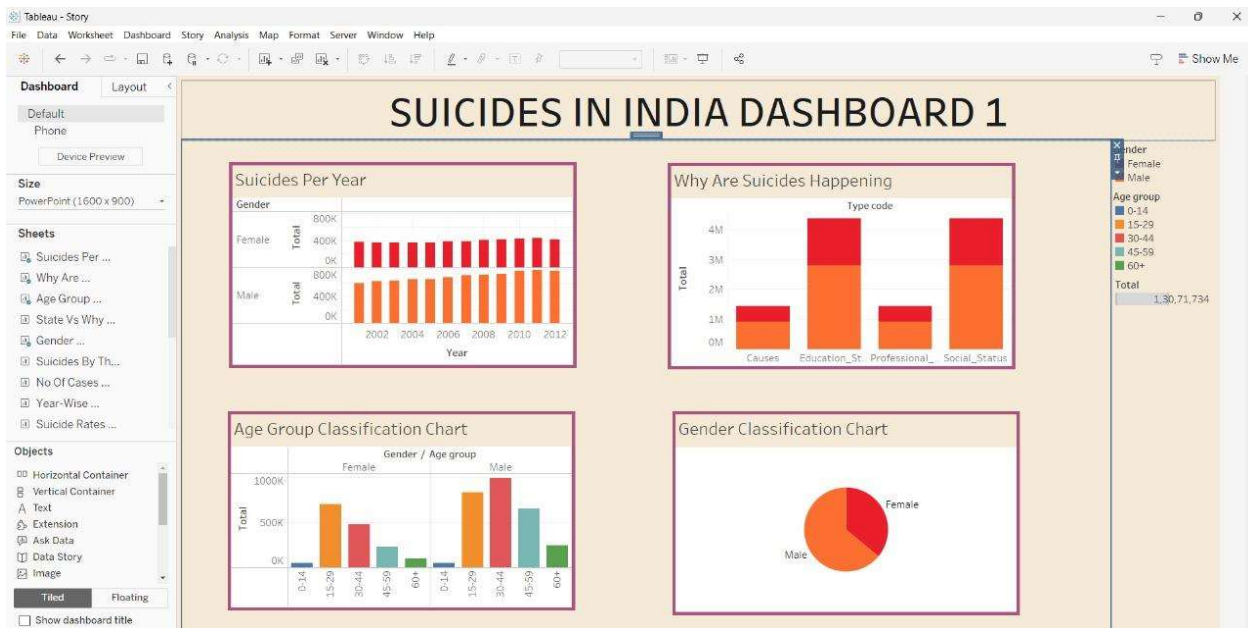 Tableau - Story
File Data Worksheet Dashboard Story Analysis Map Format Server Window Help
Show Me
Dashboard Layout
Default
Phone
Device Preview
Size
PowerPoint (1600 x 900)
Sheets
Suicides Per ...
Why Are ...
Age Group ...
State Vs Why ...
Gender ...
Suicides By Th...
No Of Cases ...
Year-Wise ...
Suicide Rates ...
Objects
Horizontal Container
Vertical Container
Text
Extension
Ask Data
Data Story
Image
Tiled Floating
Show dashboard title
SUICIDES IN INDIA DASHBOARD 1
Suicides Per Year
Gender
Female
Total
800K
400K
0K
Male
Total
800K
400K
0K
2002 2004 2006 2008 2010 2012
Year
Why Are Suicides Happening
Type code
Total
4M
3M
2M
1M
0M
Causes Education_St.. Professional_.. Social_Status
Age Group Classification Chart
Gender / Age group
Female Male
Total
1000K
500K
0K
0-14 15-29 30-44 45-59 60+ 0-14 15-29 30-44 45-59 60+
Gender Classification Chart
Female
Male
ender
Female
Male
Age group
0-14
15-29
30-44
45-59
60+
Total
1,30,71,734